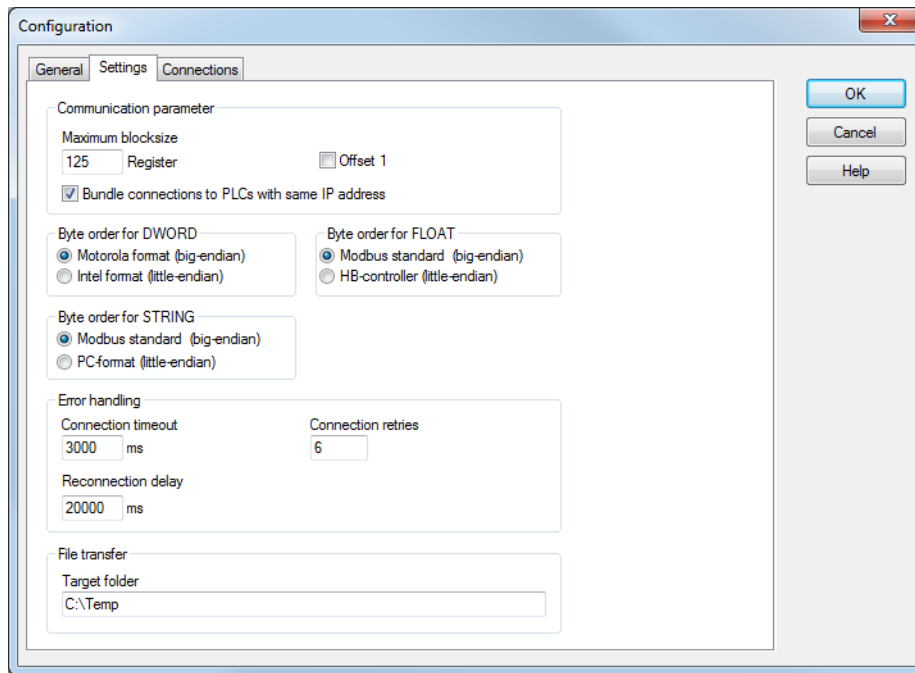 Configuration
General Settings Connections
OK
Cancel
Help
Communication parameter
Maximum blocksize
125 Register Offset 1
Bundle connections to PLCs with same IP address
Byte order for DWORD
Motorola format (big-endian)
Intel format (little-endian)
Byte order for FLOAT
Modbus standard (big-endian)
HB-controller (little-endian)
Byte order for STRING
Modbus standard (big-endian)
PC-format (little-endian)
Error handling
Connection timeout
3000 ms
Connection retries
6
Reconnection delay
20000 ms
File transfer
Target folder
C:\Temp